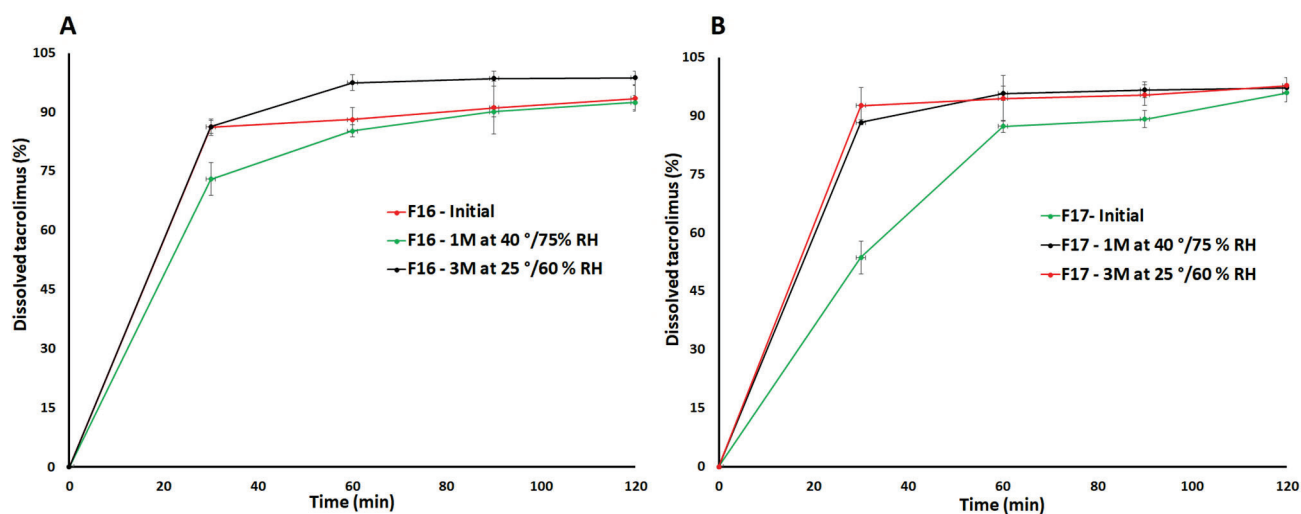 A
105
90
75
60
45
30
15
0
Dissolved tacrolimus (%)
F16 - Initial
F16 - 1M at 40 °/75% RH
F16 - 3M at 25 °/60 % RH
0
20
40
60
80
100
120
Time (min)
B
105
90
75
60
45
30
15
0
Dissolved tacrolimus (%)
F17- Initial
F17 - 1M at 40 °/75 % RH
F17 - 3M at 25 °/60 % RH
0
20
40
60
80
100
120
Time (min)